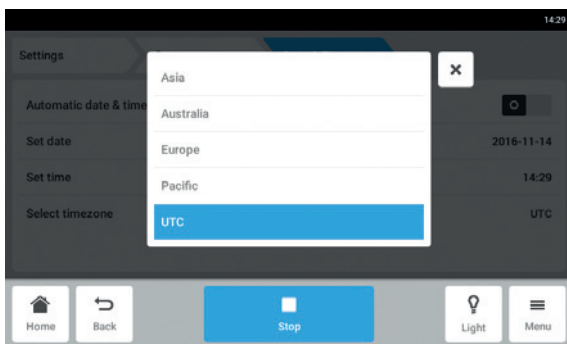 14:29
Settings
Asia
Australia
Europe
Pacific
UTC
Automatic date & time
Set date 2016-11-14
Set time 14:29
Select timezone UTC
Home Back Stop Light Menu